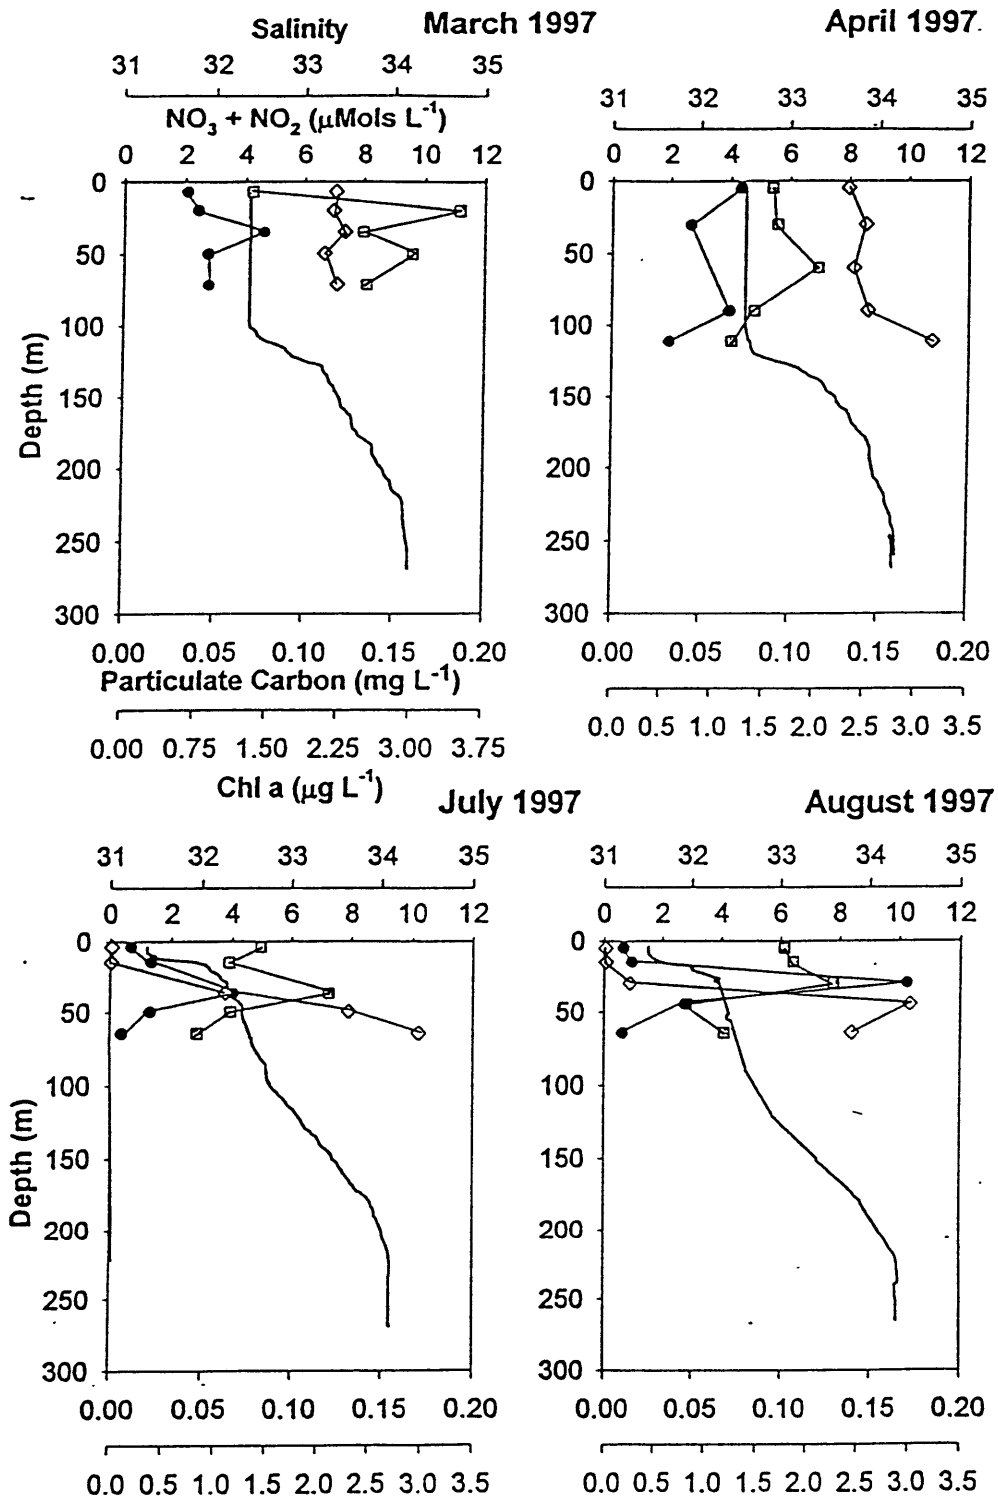 Salinity March 1997
31 32 33 34 35
NO3 + NO2 (μMols L-1)
0 2 4 6 8 10 12
0
50
100
150
200
250
300
Depth (m)
0.00 0.05 0.10 0.15 0.20
Particulate Carbon (mg L-1)
0.00 0.75 1.50 2.25 3.00 3.75
Chl a (μg L-1)
April 1997
31 32 33 34 35
0 2 4 6 8 10 12
0
50
100
150
200
250
300
0.00 0.05 0.10 0.15 0.20
0.0 0.5 1.0 1.5 2.0 2.5 3.0 3.5
July 1997
31 32 33 34 35
0 2 4 6 8 10 12
0
50
100
150
200
250
300
Depth (m)
0.00 0.05 0.10 0.15 0.20
0.0 0.5 1.0 1.5 2.0 2.5 3.0 3.5
August 1997
31 32 33 34 35
0 2 4 6 8 10 12
0
50
100
150
200
250
300
0.00 0.05 0.10 0.15 0.20
0.0 0.5 1.0 1.5 2.0 2.5 3.0 3.5